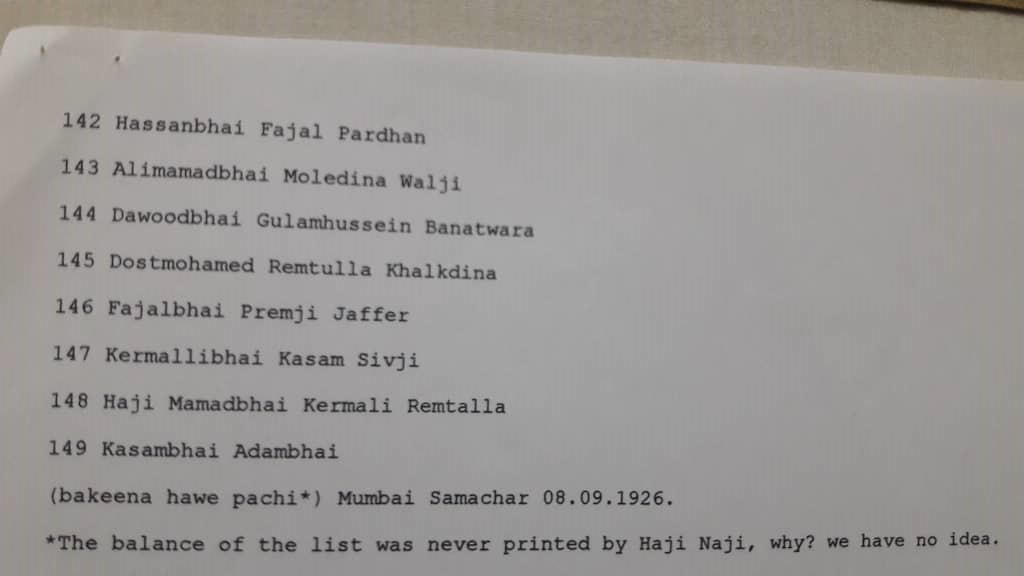 142 Hassanbhai Fajal Pardhan
143 Alimamadbhai Moledina Walji
144 Dawoodbhai Gulamhussein Banatwara
145 Dostmohamed Remtulla Khalkdina
146 Fajalbhai Premji Jaffer
147 Kermallibhai Kasam Sivji
148 Haji Mamadbhai Kermali Remtalla
149 Kasambhai Adambhai
(bakeena hawe pachi*) Mumbai Samachar 08.09.1926.
*The balance of the list was never printed by Haji Naji, why? we have no idea.